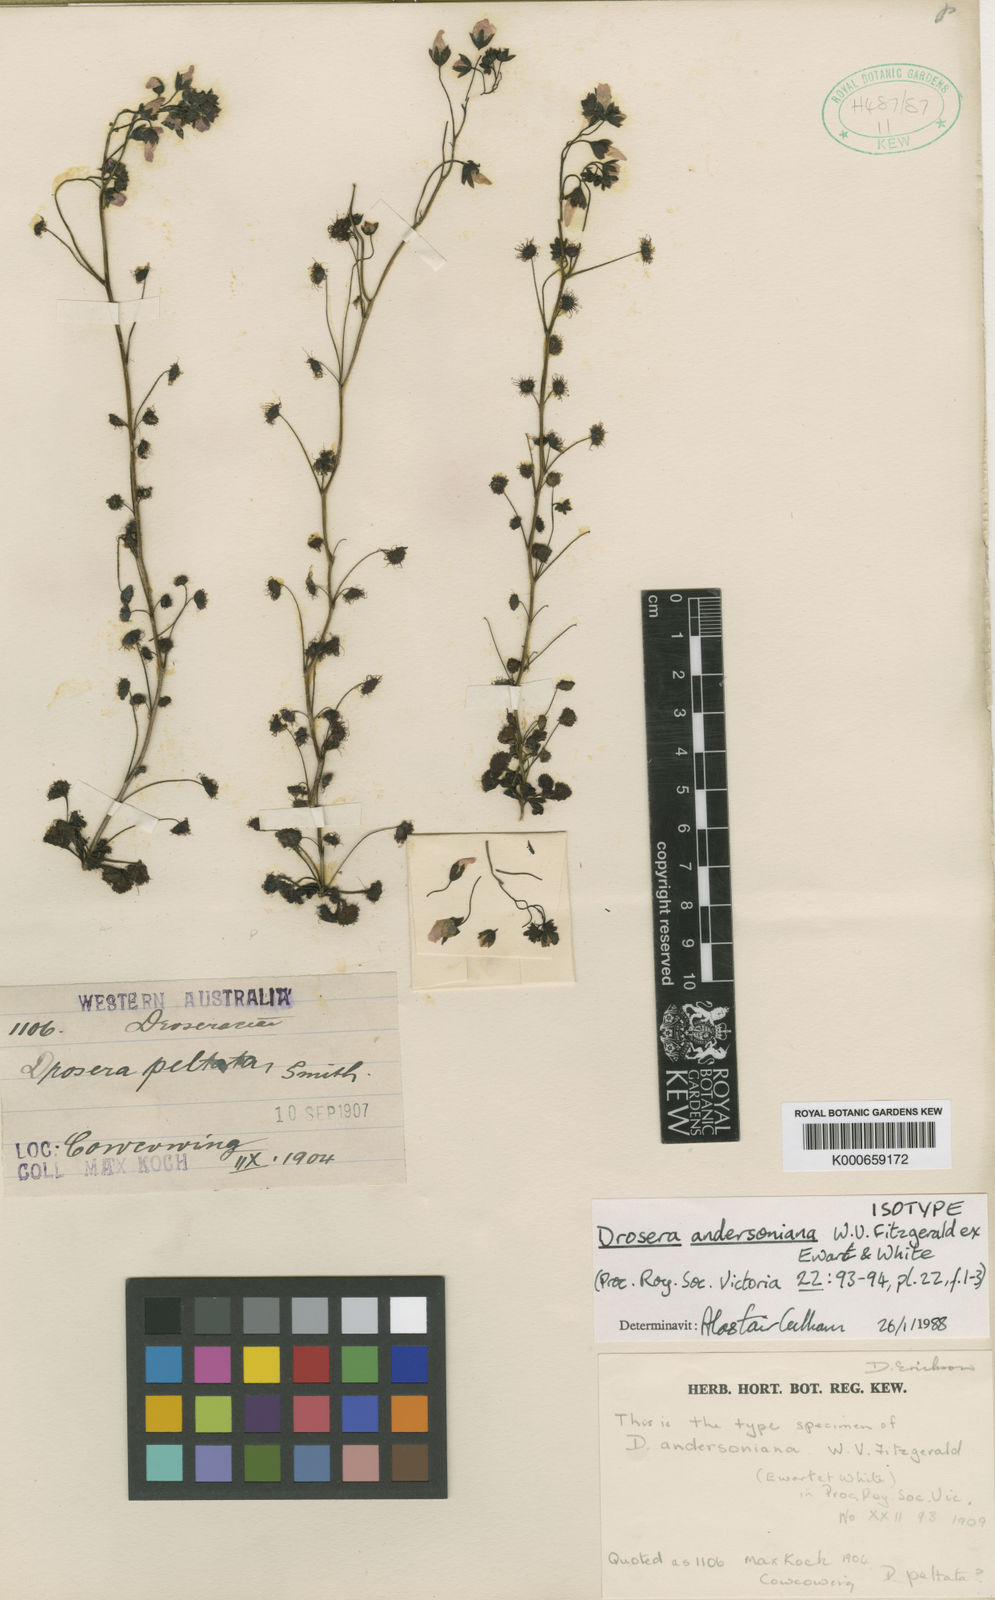 ROYAL BOTANIC GARDENS
H487/87
11
KEW
0
cm
1
2
3
4
5
6
7
8
9
10
copyright reserved
ROYAL
BOTANIC
GARDENS
KEW
WESTERN AUSTRALIA
1106. Droseraceae
Drosera peltata, Smith.
10 SEP 1907
LOC: Cowcowing
COLL MAX KOCH IX. 1904
ROYAL BOTANIC GARDENS KEW
K000659172
ISOTYPE
Drosera andersoniana W.V. Fitzgerald ex
Ewart & White
(Proc. Roy. Soc. Victoria 22: 93-94, pl. 22, f.1-3)
Determinavit: Alastair Culham 26/1/1988
D. Erickson
HERB. HORT. BOT. REG. KEW.
This is the type specimen of
D. andersoniana W. V. Fitzgerald
(Ewart et White)
in Proc. Roy. Soc. Vic.
No XXII 93 1909
Quoted as 1106 Max Kock 1904
Cowcowing D. peltata?